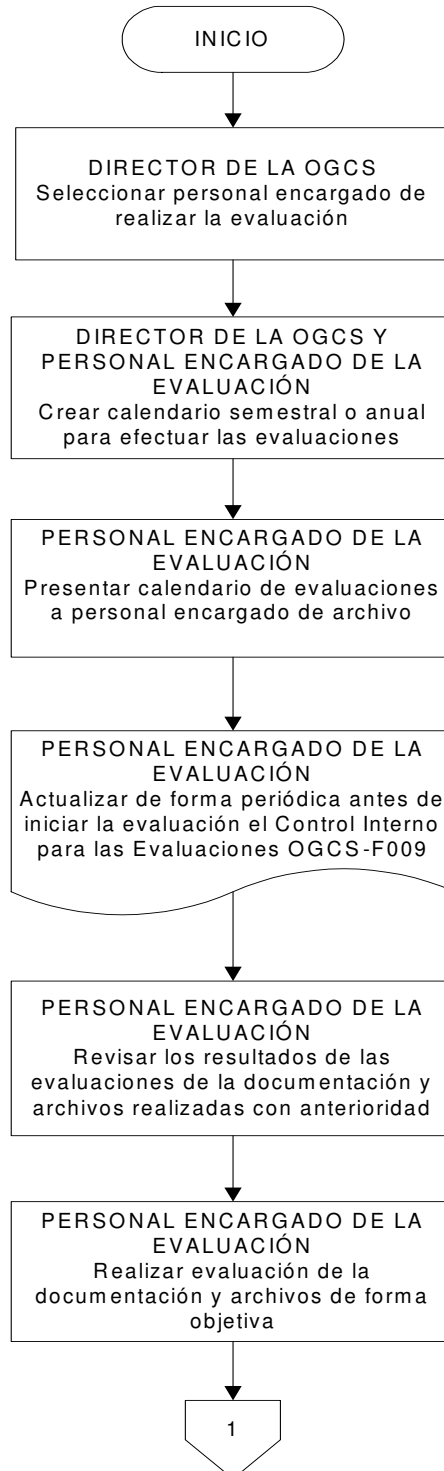 INICIO
DIRECTOR DE LA OGCS
Seleccionar personal encargado de
realizar la evaluación
DIRECTOR DE LA OGCS Y
PERSONAL ENCARGADO DE LA
EVALUACIÓN
Crear calendario semestral o anual
para efectuar las evaluaciones
PERSONAL ENCARGADO DE LA
EVALUACIÓN
Presentar calendario de evaluaciones
a personal encargado de archivo
PERSONAL ENCARGADO DE LA
EVALUACIÓN
Actualizar de forma periódica antes de
iniciar la evaluación el Control Interno
para las Evaluaciones OGCS-F009
PERSONAL ENCARGADO DE LA
EVALUACIÓN
Revisar los resultados de las
evaluaciones de la documentación y
archivos realizadas con anterioridad
PERSONAL ENCARGADO DE LA
EVALUACIÓN
Realizar evaluación de la
documentación y archivos de forma
objetiva
1